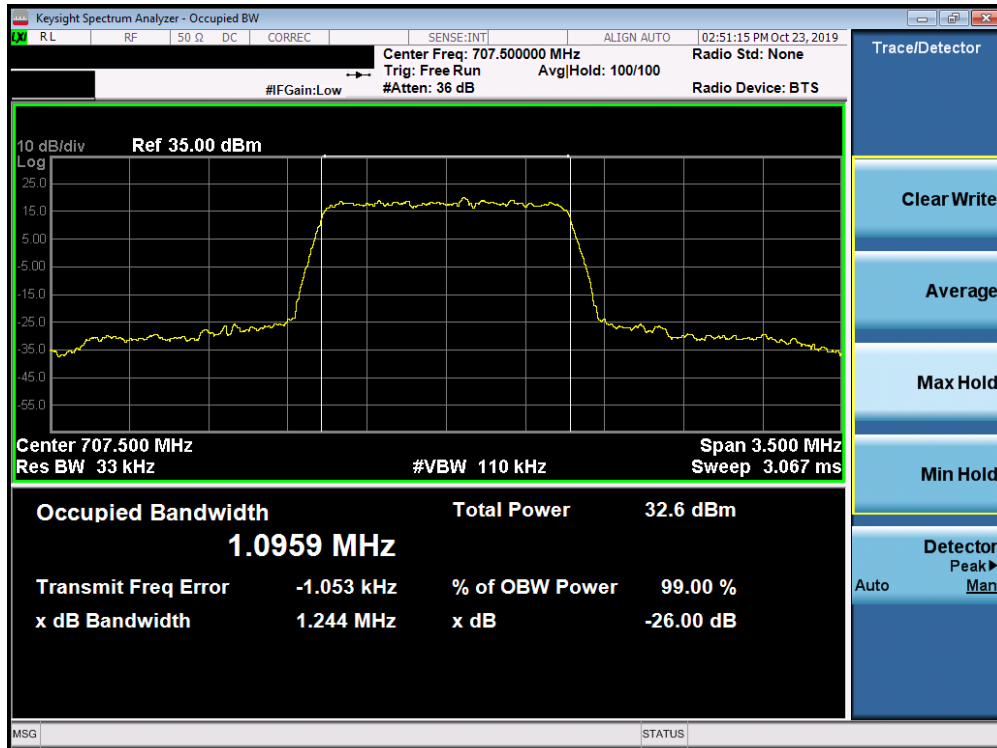 Keysight Spectrum Analyzer - Occupied BW
LXI RL RF 50 Ω DC CORREC SENSE:INT ALIGN AUTO 02:51:15 PM Oct 23, 2019
Center Freq: 707.500000 MHz Radio Std: None
Trig: Free Run Avg|Hold: 100/100
#IFGain:Low #Atten: 36 dB Radio Device: BTS
10 dB/div Ref 35.00 dBm
Log
25.0
15.0
5.00
-5.00
-15.0
-25.0
-35.0
-45.0
-55.0
Center 707.500 MHz Span 3.500 MHz
Res BW 33 kHz #VBW 110 kHz Sweep 3.067 ms
Occupied Bandwidth Total Power 32.6 dBm
1.0959 MHz
Transmit Freq Error -1.053 kHz % of OBW Power 99.00 %
x dB Bandwidth 1.244 MHz x dB -26.00 dB
MSG STATUS
Trace/Detector
Clear Write
Average
Max Hold
Min Hold
Detector
Peak▶
Auto Man